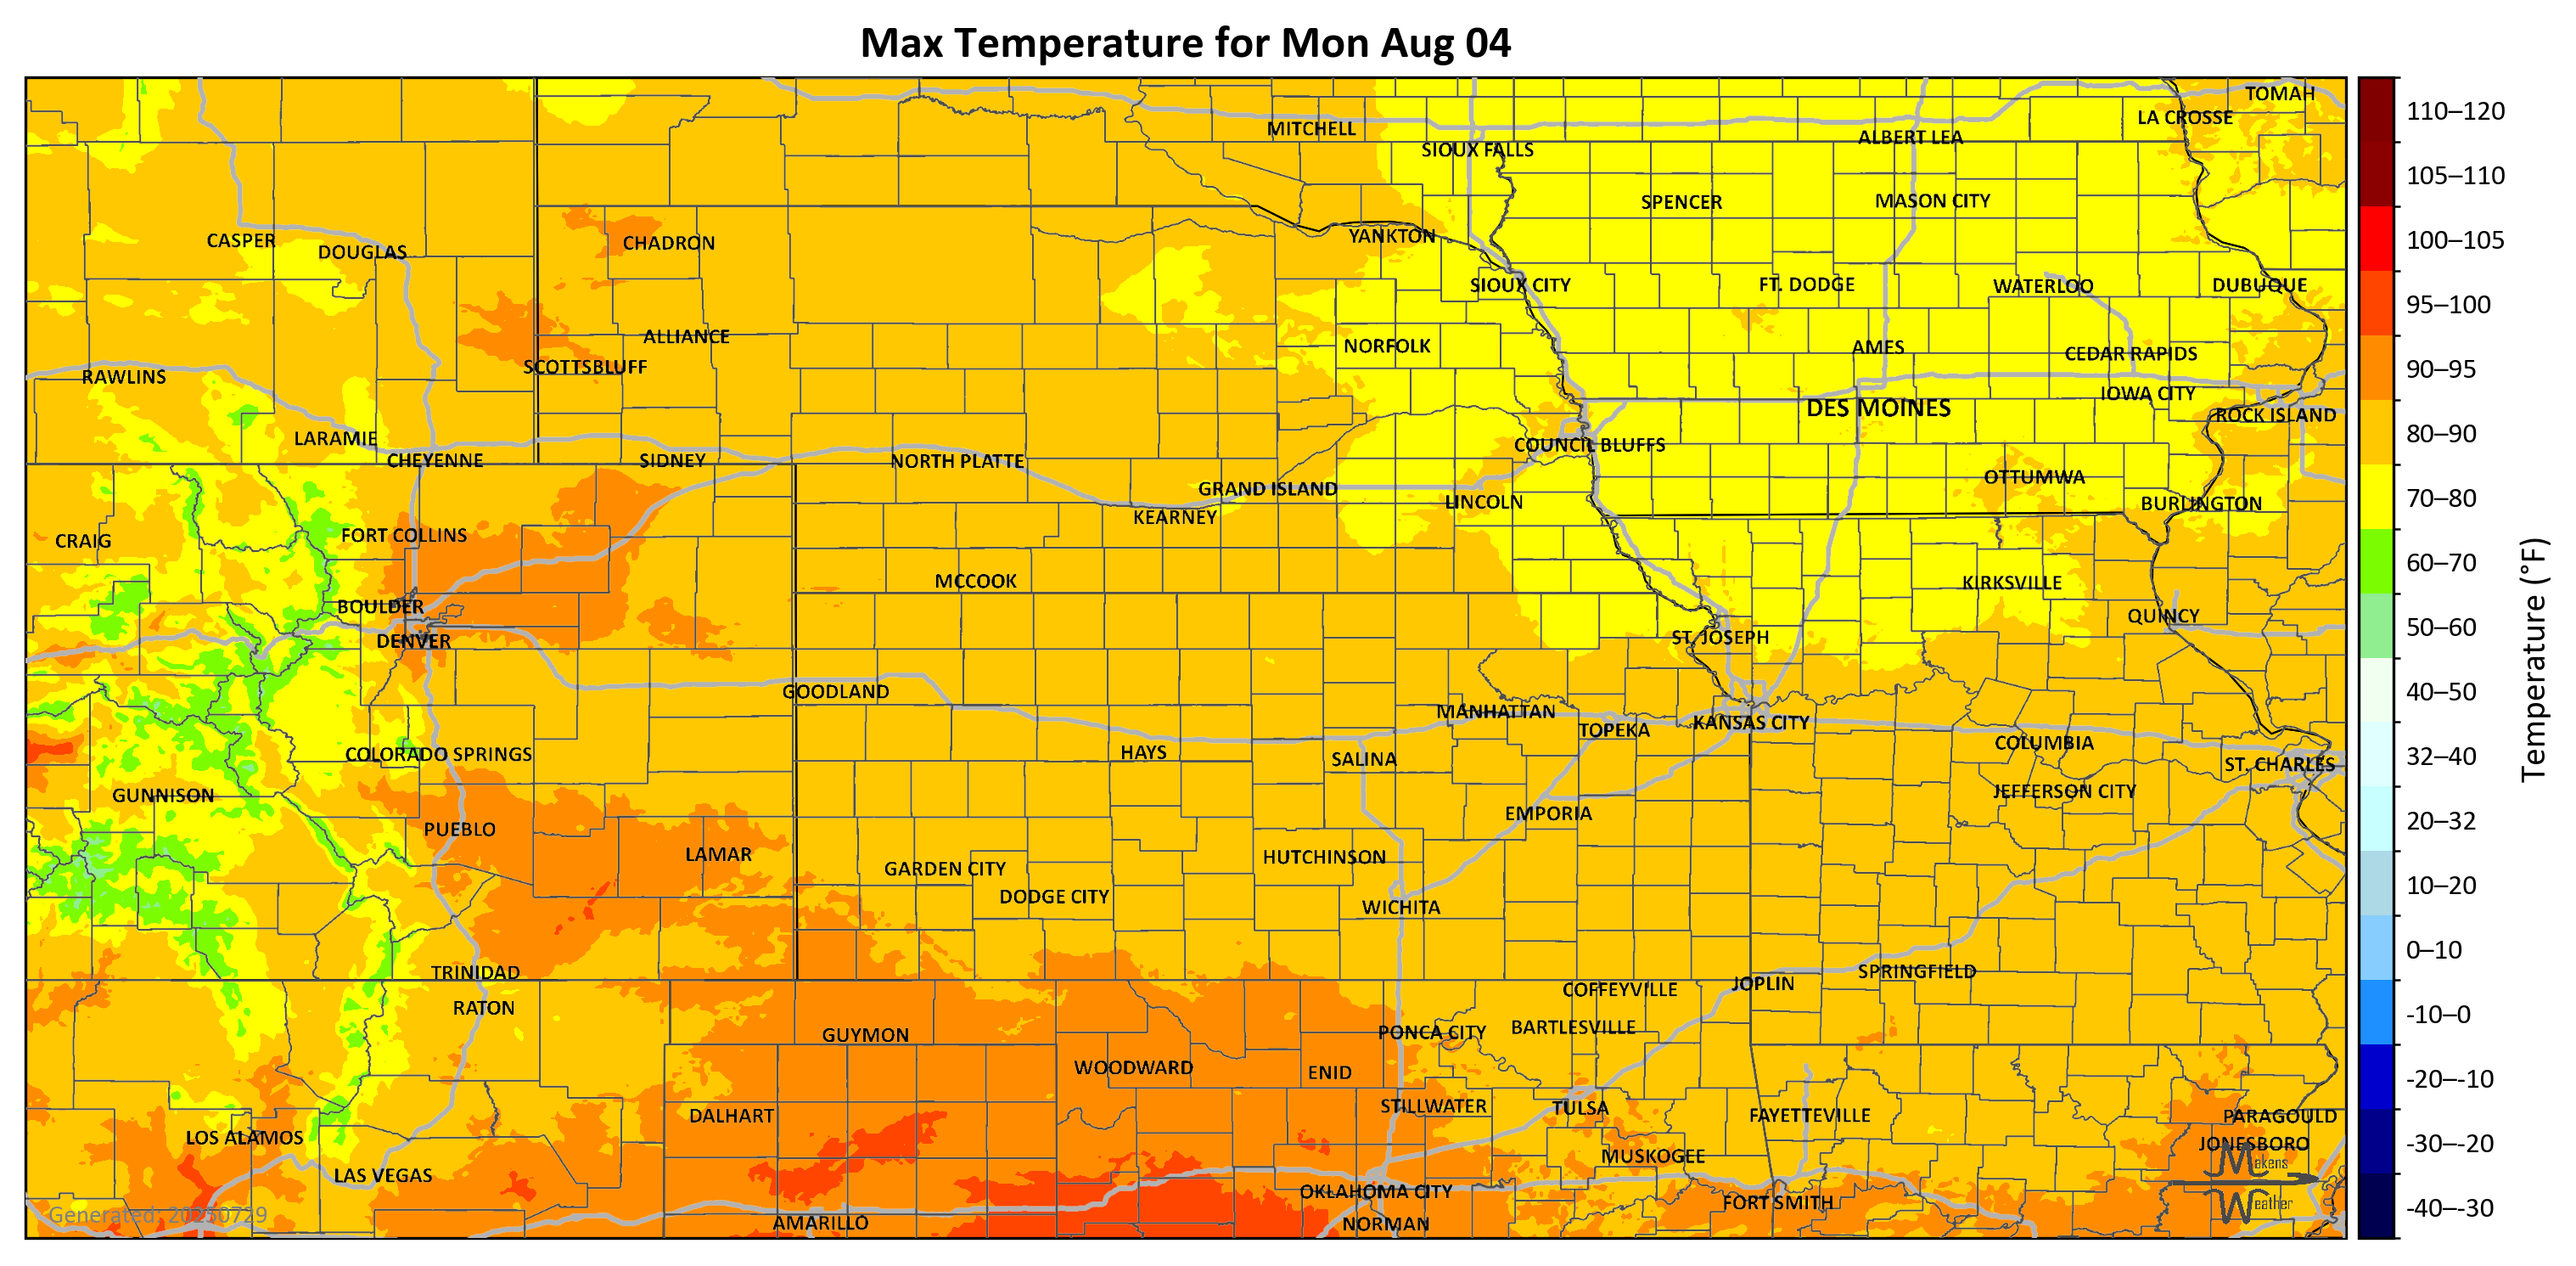 Max Temperature for Mon Aug 04
TOMAH
LA CROSSE
MITCHELL
ALBERT LEA
SIOUX FALLS
SPENCER
MASON CITY
CASPER
DOUGLAS
CHADRON
YANKTON
SIOUX CITY
FT. DODGE
WATERLOO
DUBUQUE
ALLIANCE
NORFOLK
AMES
CEDAR RAPIDS
SCOTTSBLUFF
RAWLINS
IOWA CITY
DES MOINES
ROCK ISLAND
LARAMIE
COUNCIL BLUFFS
CHEYENNE
SIDNEY
NORTH PLATTE
OTTUMWA
GRAND ISLAND
LINCOLN
BURLINGTON
KEARNEY
FORT COLLINS
CRAIG
MCCOOK
KIRKSVILLE
BOULDER
QUINCY
DENVER
ST. JOSEPH
GOODLAND
MANHATTAN
KANSAS CITY
TOPEKA
COLUMBIA
COLORADO SPRINGS
HAYS
SALINA
ST. CHARLES
GUNNISON
JEFFERSON CITY
EMPORIA
PUEBLO
LAMAR
HUTCHINSON
GARDEN CITY
DODGE CITY
WICHITA
TRINIDAD
SPRINGFIELD
JOPLIN
COFFEYVILLE
RATON
BARTLESVILLE
PONCA CITY
GUYMON
WOODWARD
ENID
STILLWATER
TULSA
DALHART
FAYETTEVILLE
PARAGOULD
LOS ALAMOS
JONESBORO
MUSKOGEE
LAS VEGAS
OKLAHOMA CITY
FORT SMITH
AMARILLO
NORMAN
Makens
Weather
Generated: 20250729
110–120
105–110
100–105
95–100
90–95
80–90
70–80
60–70
50–60
40–50
32–40
20–32
10–20
0–10
-10–0
-20–-10
-30–-20
-40–-30
Temperature (°F)